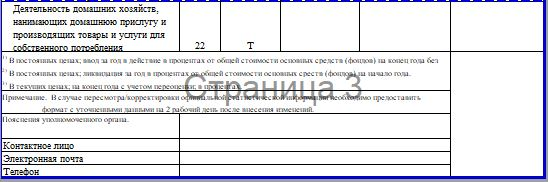 Деятельность домашних хозяйств,
нанимающих домашнюю прислугу и
производящих товары и услуги для
собственного потребления 22 Т
1) В постоянных ценах; ввод за год в действие в процентах от общей стоимости основных средств (фондов) на конец года без
2) В постоянных ценах; ликвидация за год в процентах от общей стоимости основных средств (фондов) на начало года.
3) В текущих ценах; на конец года с учетом переоценки; в процентах.
Страница 3
Примечание. В случае пересмотра/корректировки официальной статистической информации необходимо предоставить
формат с уточненными данными на 2 рабочий день после внесения изменений.
Пояснения уполномоченного органа.
Контактное лицо
Электронная почта
Телефон